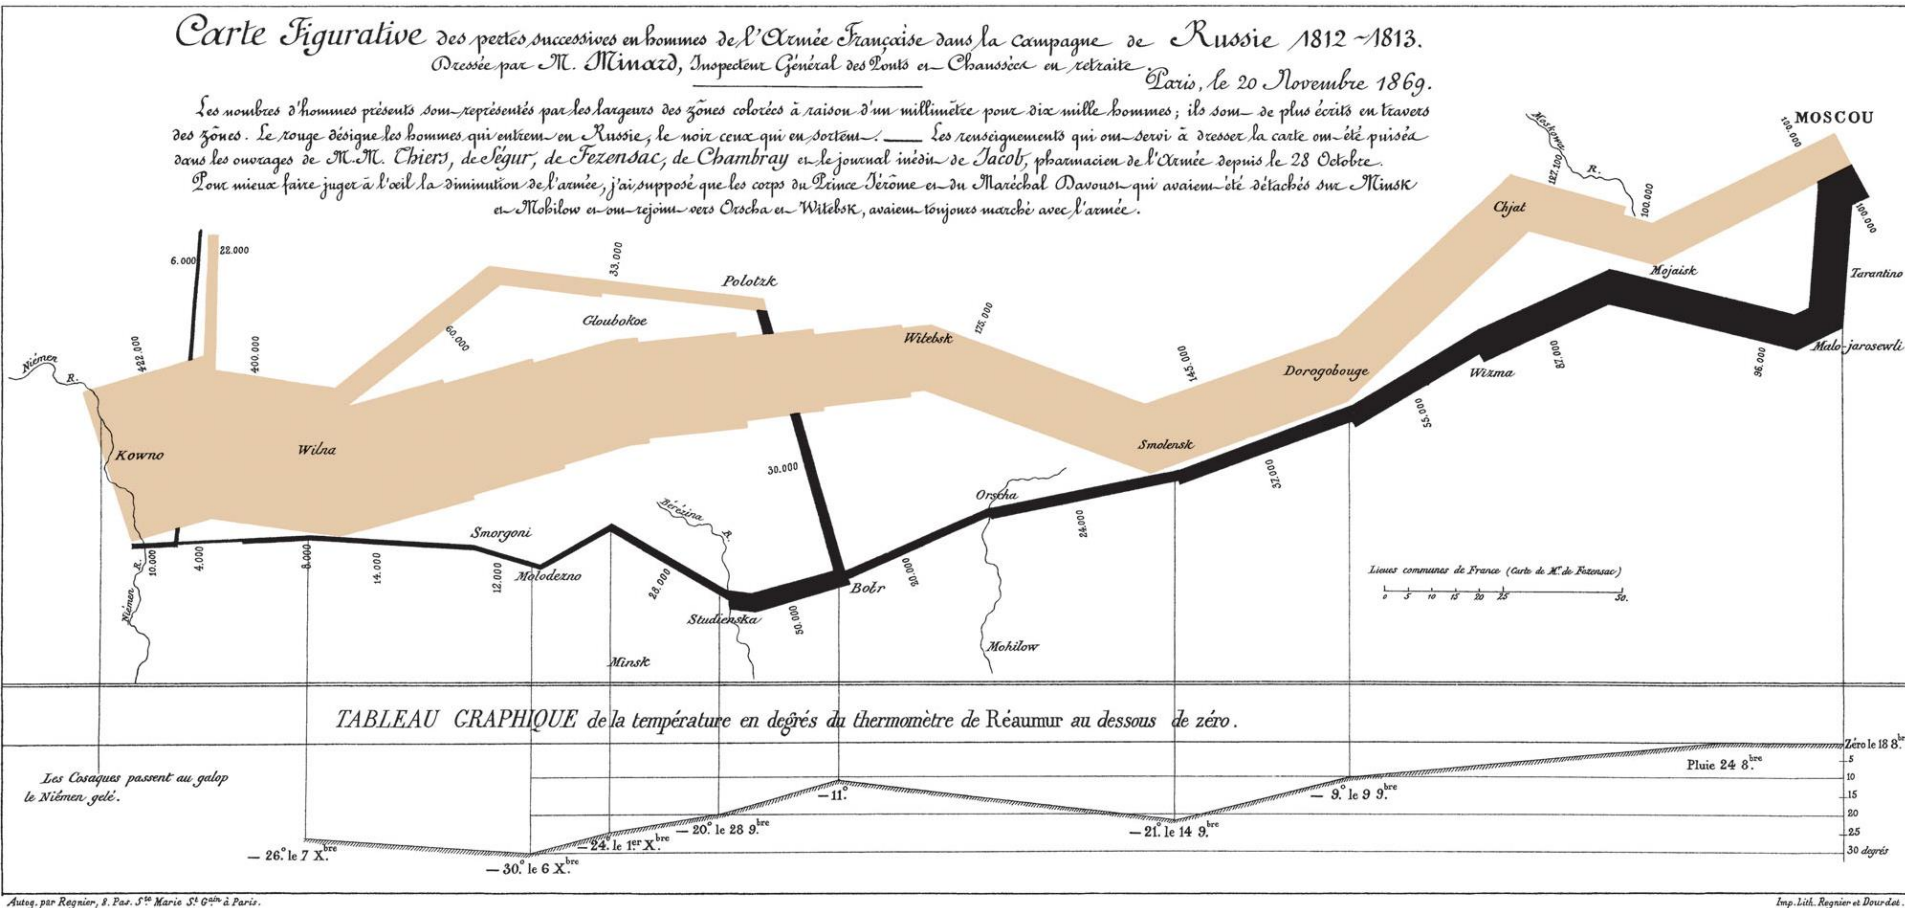 Carte Figurative des pertes successives en hommes de l'Armée Française dans la campagne de Russie 1812~1813.
Dressée par M. Minard, Inspecteur Général des Ponts et Chaussées en retraite.
Paris, le 20 Novembre 1869.
Les nombres d'hommes présents sont représentés par les largeurs des zônes colorées à raison d'un millimètre pour dix mille hommes; ils sont de plus écrits en travers
des zônes. Le rouge désigne les hommes qui entrent en Russie, le noir ceux qui en sortent. — Les renseignements qui ont servi à dresser la carte ont été puisés
dans les ouvrages de M.M. Thiers, de Ségur, de Fezensac, de Chambray et le journal inédit de Jacob, pharmacien de l'Armée depuis le 28 Octobre.
Pour mieux faire juger à l'œil la diminution de l'armée, j'ai supposé que les corps du Prince Jérôme et du Maréchal Davoust qui avaient été détachés sur Minsk
et Mohilow et ont rejoint vers Orscha et Witebsk, avaient toujours marché avec l'armée.
MOSCOU
100.000
Moskowa R.
122.100
100.000
Chjat
100.000
Mojaisk
Tarantino
6.000
22.000
33.000
Polotzk
Gloubokoe
60.000
175.000
Witebsk
Niémen R.
422.000
400.000
145.000
Dorogobouge
Wizma
87.000
96.000
Malo-jarosewli
55.000
Kowno
Wilna
Smolensk
30.000
37.000
Orscha
24.000
Bérézina R.
Smorgoni
Molodezno
10.000
4.000
8.000
14.000
12.000
28.000
Studienska
50.000
Bobr
20.000
Niémen R.
Minsk
Mohilow
Lieues communes de France (Carte de M. de Fezensac)
0 5 10 15 20 25 50.
TABLEAU GRAPHIQUE de la température en degrés du thermomètre de Réaumur au dessous de zéro.
Les Cosaques passent au galop
le Niémen gelé.
— 26.° le 7 X.bre
— 30.° le 6 X.bre
— 24.° le 1.er X.bre
— 20.° le 28 9.bre
— 11.°
— 21.° le 14 9.bre
— 9.° le 9 9.bre
Pluie 24 8.bre
Zéro le 18 8.bre
5
10
15
20
25
30 degrés
Autog. par Regnier, 8. Pas. S.te Marie S.t G.ain à Paris.
Imp. Lith. Regnier et Dourdet.